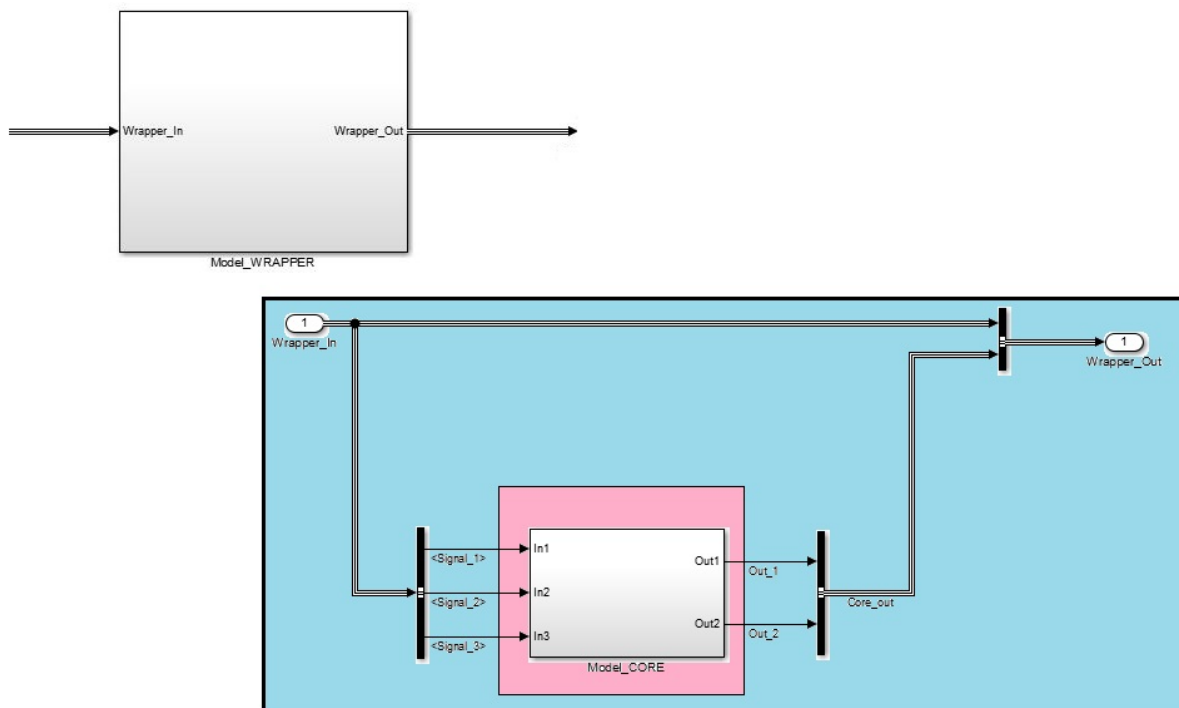 Wrapper_In
Wrapper_Out
Model_WRAPPER
1
Wrapper_In
1
Wrapper_Out
<Signal_1>
<Signal_2>
<Signal_3>
In1
In2
In3
Out1
Out2
Model_CORE
Out_1
Out_2
Core_out